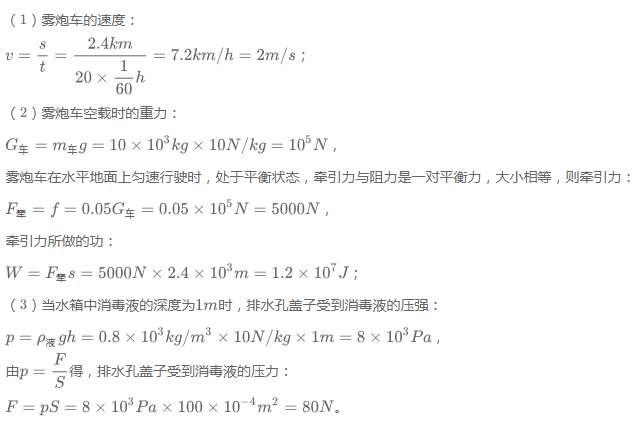 （1）雾炮车的速度：
v = s/t = 2.4km/(20 × 1/60 h) = 7.2km/h = 2m/s；
（2）雾炮车空载时的重力：
G车 = m车g = 10 × 10³kg × 10N/kg = 10⁵N，
雾炮车在水平地面上匀速行驶时，处于平衡状态，牵引力与阻力是一对平衡力，大小相等，则牵引力：
F牵 = f = 0.05G车 = 0.05 × 10⁵N = 5000N，
牵引力所做的功：
W = F牵s = 5000N × 2.4 × 10³m = 1.2 × 10⁷J；
（3）当水箱中消毒液的深度为1m时，排水孔盖子受到消毒液的压强：
p = ρ液gh = 0.8 × 10³kg/m³ × 10N/kg × 1m = 8 × 10³Pa，
由p = F/S得，排水孔盖子受到消毒液的压力：
F = pS = 8 × 10³Pa × 100 × 10⁻⁴m² = 80N。